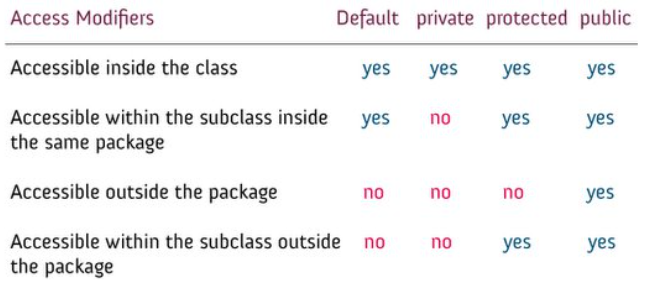 Access Modifiers Default private protected public
Accessible inside the class yes yes yes yes
Accessible within the subclass inside yes no yes yes
the same package
Accessible outside the package no no no yes
Accessible within the subclass outside no no yes yes
the package